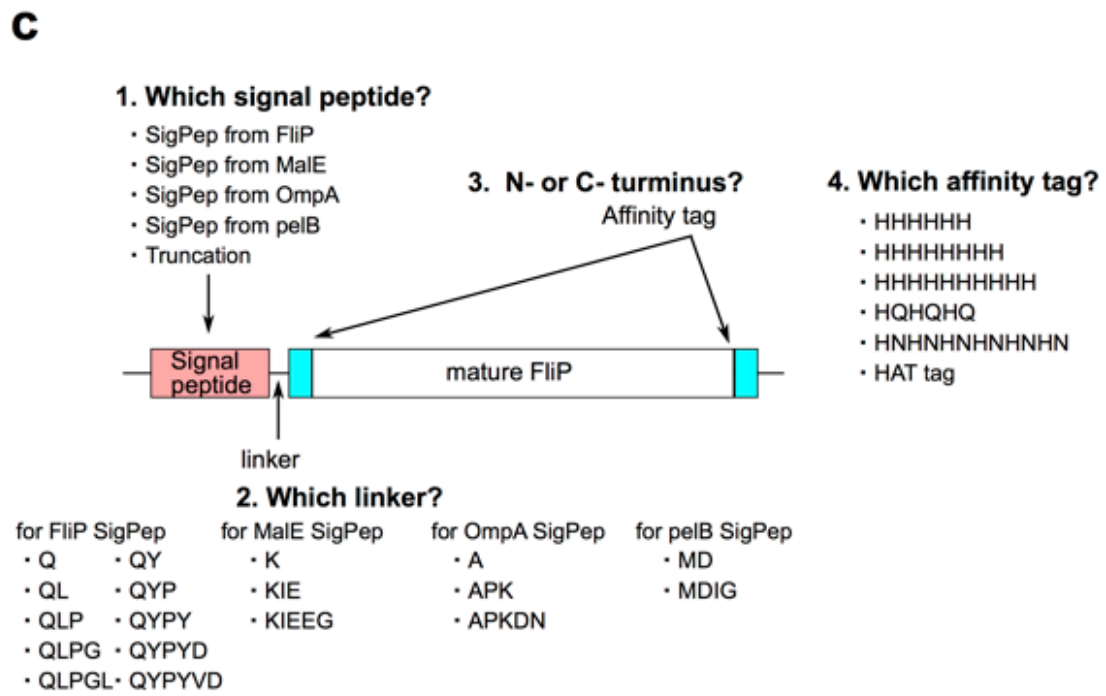 C
1. Which signal peptide?
・SigPep from FliP
・SigPep from MalE
・SigPep from OmpA
・SigPep from pelB
・Truncation
3. N- or C- turminus?
Affinity tag
4. Which affinity tag?
・HHHHHH
・HHHHHHHH
・HHHHHHHHHH
・HQHQHQ
・HNHNHNHNHNHN
・HAT tag
Signal
peptide
mature FliP
linker
2. Which linker?
for FliP SigPep for MalE SigPep for OmpA SigPep for pelB SigPep
・Q ・QY ・K ・A ・MD
・QL ・QYP ・KIE ・APK ・MDIG
・QLP ・QYPY ・KIEEG ・APKDN
・QLPG ・QYPYD
・QLPGL・QYPYVD